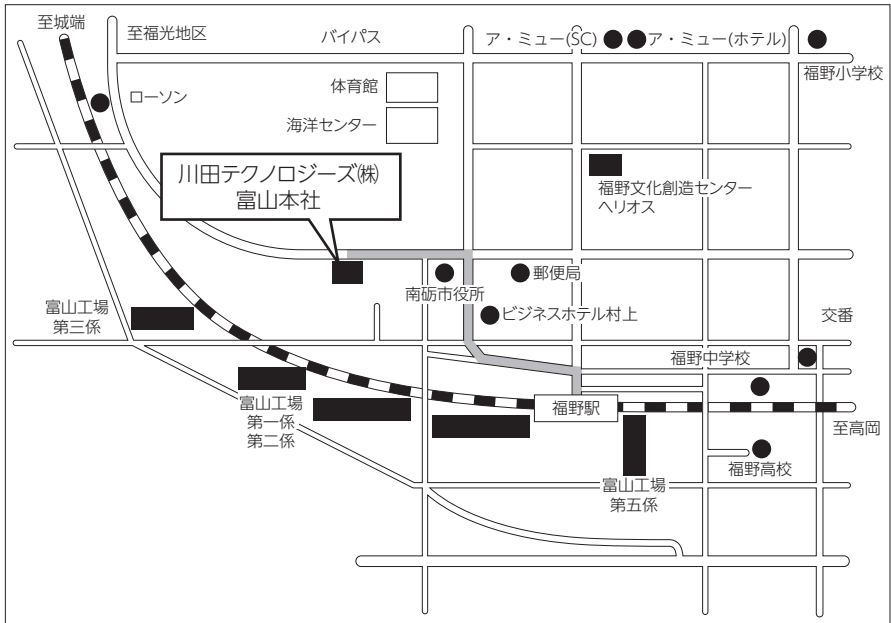 至城端
至福光地区
バイパス
ア・ミュー(SC)
ア・ミュー(ホテル)
福野小学校
ローソン
体育館
海洋センター
川田テクノロジーズ㈱
富山本社
福野文化創造センター
ヘリオス
南砺市役所
郵便局
ビジネスホテル村上
富山工場
第三係
交番
福野中学校
富山工場
第一係
第二係
福野駅
至高岡
福野高校
富山工場
第五係